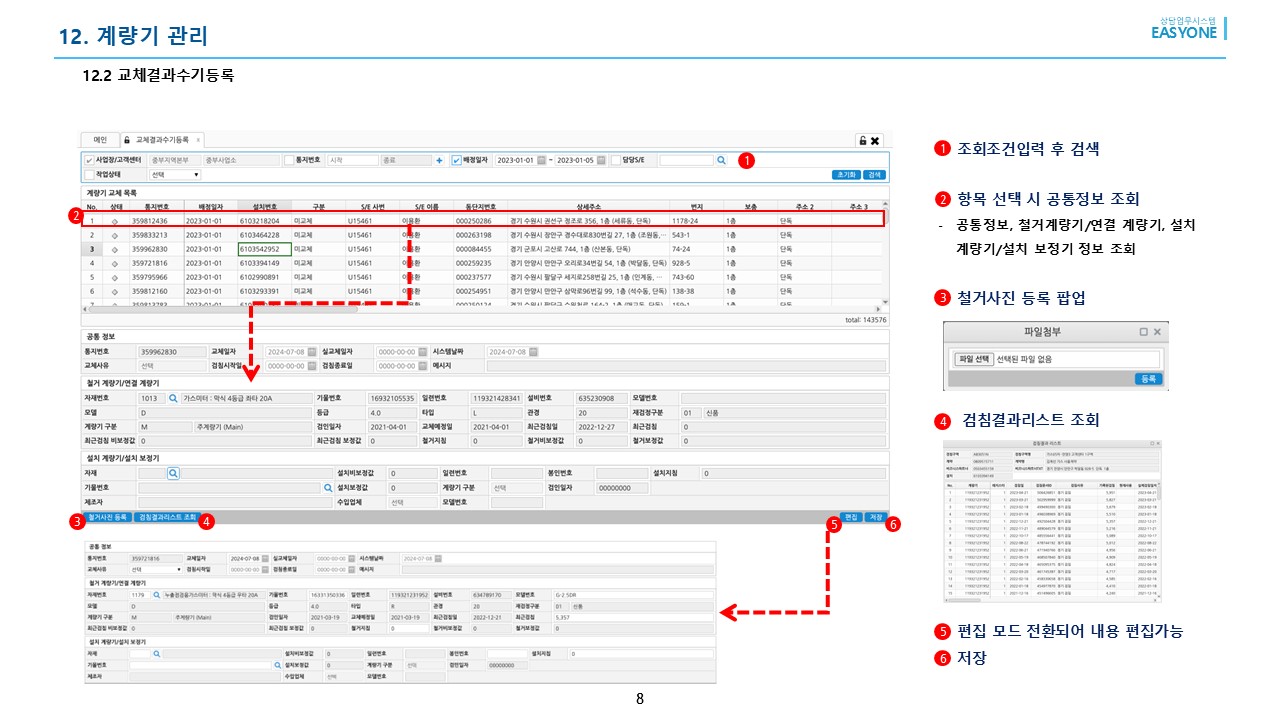 12. 계량기 관리
상담업무시스템
EASYONE
12.2 교체결과수기등록
메인 교체결과수기등록 x
사업장/고객센터 중부지역본부 중부사업소 통지번호 시작 종료 + 배정일자 2023-01-01 ~ 2023-01-05 담당S/E
작업상태 선택 초기화 검색
계량기 교체 목록
No. 상태 통지번호 배정일자 설치번호 구분 S/E 사번 S/E 이름 동단지번호 상세주소 번지 보층 주소 2 주소 3
1 359812436 2023-01-01 6103218204 미교체 U15461 이용환 000250286 경기 수원시 권선구 정조로 356, 1층 (세류동, 단독) 1178-24 1층 단독
2 359833213 2023-01-01 6103464228 미교체 U15461 이용환 000263198 경기 수원시 장안구 경수대로830번길 27, 1층 (조원동,… 543-1 1층 단독
3 359962830 2023-01-01 6103542952 미교체 U15461 이용환 000084455 경기 군포시 고산로 744, 1층 (산본동, 단독) 74-24 1층 단독
4 359721816 2023-01-01 6103394149 미교체 U15461 이용환 000259235 경기 안양시 만안구 오리로34번길 54, 1층 (박달동, 단독) 928-5 1층 단독
5 359795966 2023-01-01 6102990891 미교체 U15461 이용환 000237577 경기 수원시 팔달구 세지로258번길 25, 1층 (인계동, … 743-60 1층 단독
6 359812160 2023-01-01 6103293391 미교체 U15461 이용환 000254951 경기 안양시 만안구 삼막로96번길 99, 1층 (석수동, 단독) 138-38 1층 단독
total: 143576
공통 정보
통지번호 359962830 교체일자 2024-07-08 실교체일자 0000-00-00 시스템날짜 2024-07-08
교체사유 선택 검침시작일 0000-00-00 검침종료일 0000-00-00 메시지
철거 계량기/연결 계량기
자재번호 1013 가스미터 : 막식 4등급 좌타 20A 기물번호 16932105535 일련번호 119321428341 설비번호 635230908 모델번호
모델 D 등급 4.0 타입 L 관경 20 재검정구분 01 신품
계량기 구분 M 주계량기 (Main) 검인일자 2021-04-01 교체예정일 2021-04-01 최근검침일 2022-12-27 최근검침 0
최근검침 비보정값 0 최근검침 보정값 0 철거지침 0 철거비보정값 0 철거보정값 0
설치 계량기/설치 보정기
자재 설치비보정값 0 일련번호 봉인번호 설치지침 0
기물번호 설치보정값 0 계량기 구분 선택 검인일자 00000000
제조자 수입업체 선택 모델번호
철거사진 등록 검침결과리스트 조회 편집 저장
공통 정보
통지번호 359721816 교체일자 2024-07-08 실교체일자 0000-00-00 시스템날짜 2024-07-08
교체사유 선택 검침시작일 0000-00-00 검침종료일 0000-00-00 메시지
철거 계량기/연결 계량기
자재번호 1179 누출점검용가스미터 : 막식 4등급 우타 20A 기물번호 16331350336 일련번호 119321231952 설비번호 634789170 모델번호 G-2.5DR
모델 D 등급 4.0 타입 R 관경 20 재검정구분 01 신품
계량기 구분 M 주계량기 (Main) 검인일자 2021-03-19 교체예정일 2021-03-19 최근검침일 2022-12-21 최근검침 5,357
최근검침 비보정값 0 최근검침 보정값 0 철거지침 0 철거비보정값 0 철거보정값 0
설치 계량기/설치 보정기
자재 설치비보정값 0 일련번호 봉인번호 설치지침 0
기물번호 설치보정값 0 계량기 구분 선택 검인일자 00000000
제조자 수입업체 선택 모델번호
1 조회조건입력 후 검색
2 항목 선택 시 공통정보 조회
- 공통정보, 철거계량기/연결 계량기, 설치
계량기/설치 보정기 정보 조회
3 철거사진 등록 팝업
파일첨부
파일 선택 선택된 파일 없음
등록
4 검침결과리스트 조회
검침결과 리스트
5 편집 모드 전환되어 내용 편집가능
6 저장
8